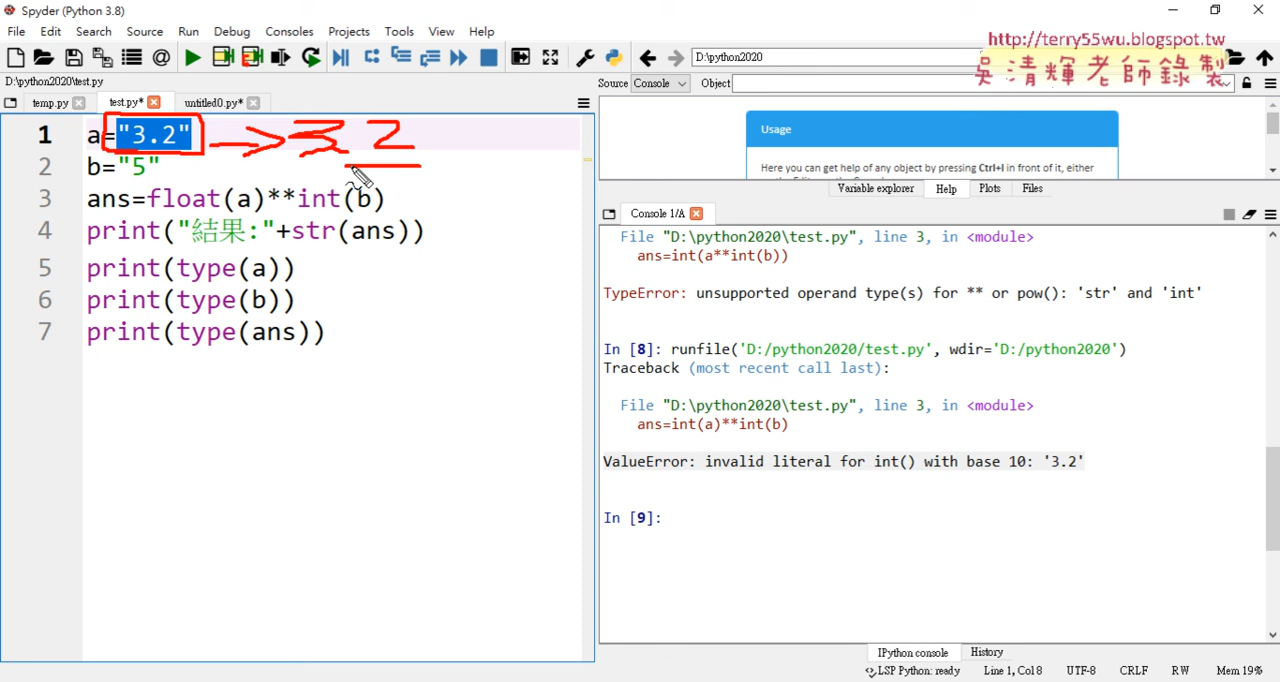 Spyder (Python 3.8)
File Edit Search Source Run Debug Consoles Projects Tools View Help
http://terry55wu.blogspot.tw
吳清輝老師錄製
D:\python2020
D:\python2020\test.py
Source Console Object
temp.py test.py* untitled0.py*
1 a="3.2" 3 2
2 b="5"
3 ans=float(a)**int(b)
4 print("結果:"+str(ans))
5 print(type(a))
6 print(type(b))
7 print(type(ans))
Usage
Here you can get help of any object by pressing Ctrl+I in front of it, either
Variable explorer Help Plots Files
Console 1/A
File "D:\python2020\test.py", line 3, in <module>
ans=int(a**int(b))
TypeError: unsupported operand type(s) for ** or pow(): 'str' and 'int'
In [8]: runfile('D:/python2020/test.py', wdir='D:/python2020')
Traceback (most recent call last):
File "D:\python2020\test.py", line 3, in <module>
ans=int(a)**int(b)
ValueError: invalid literal for int() with base 10: '3.2'
In [9]:
IPython console History
LSP Python: ready Line 1, Col 8 UTF-8 CRLF RW Mem 19%